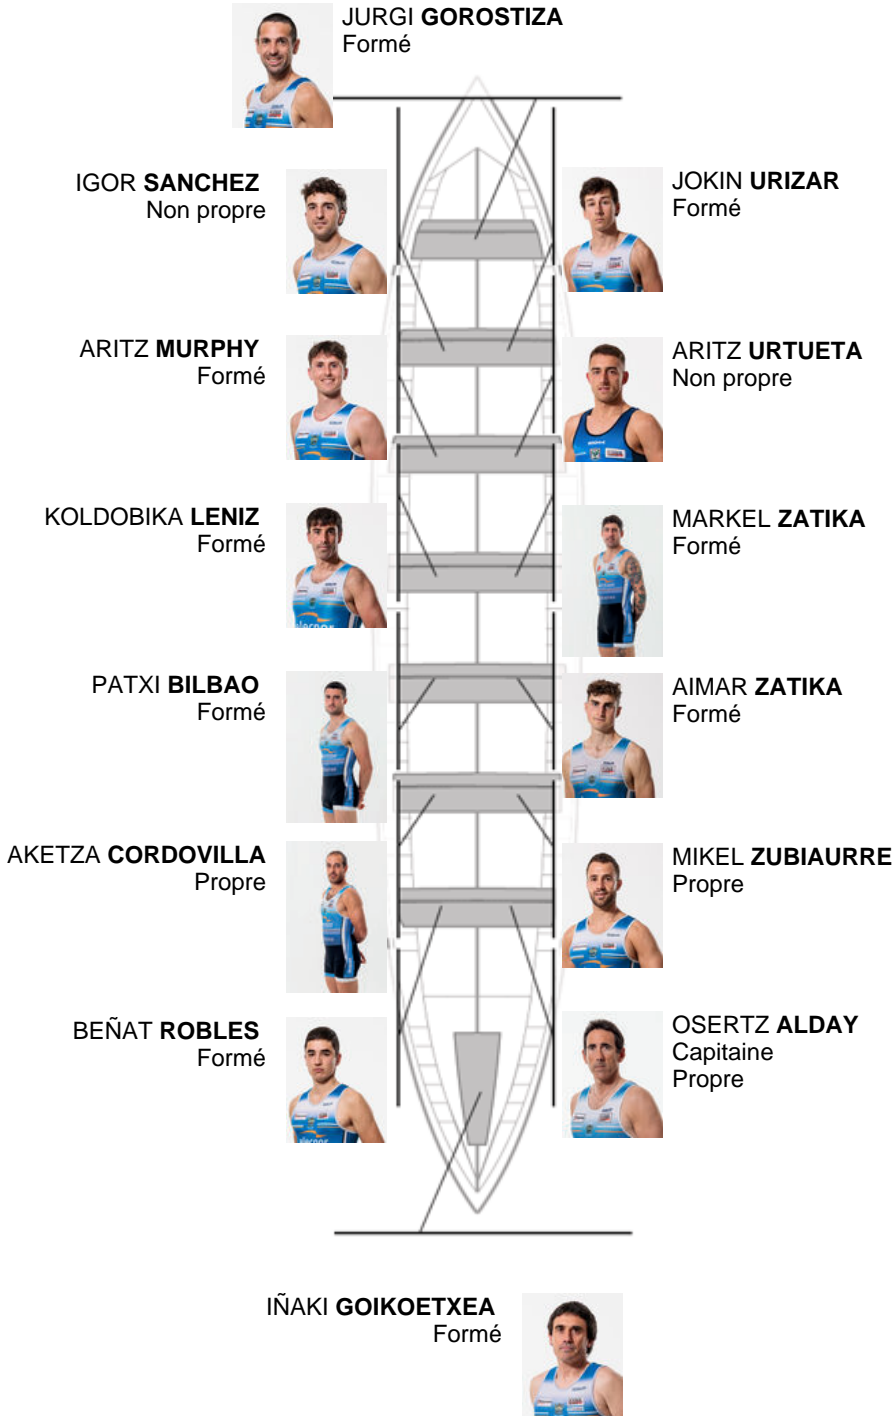 JURGI GOROSTIZA
Formé
IGOR SANCHEZ
Non propre
JOKIN URIZAR
Formé
ARITZ MURPHY
Formé
ARITZ URTUETA
Non propre
KOLDOBIKA LENIZ
Formé
MARKEL ZATIKA
Formé
PATXI BILBAO
Formé
AIMAR ZATIKA
Formé
AKETZA CORDOVILLA
Propre
MIKEL ZUBIAURRE
Propre
BEÑAT ROBLES
Formé
OSERTZ ALDAY
Capitaine
Propre
IÑAKI GOIKOETXEA
Formé